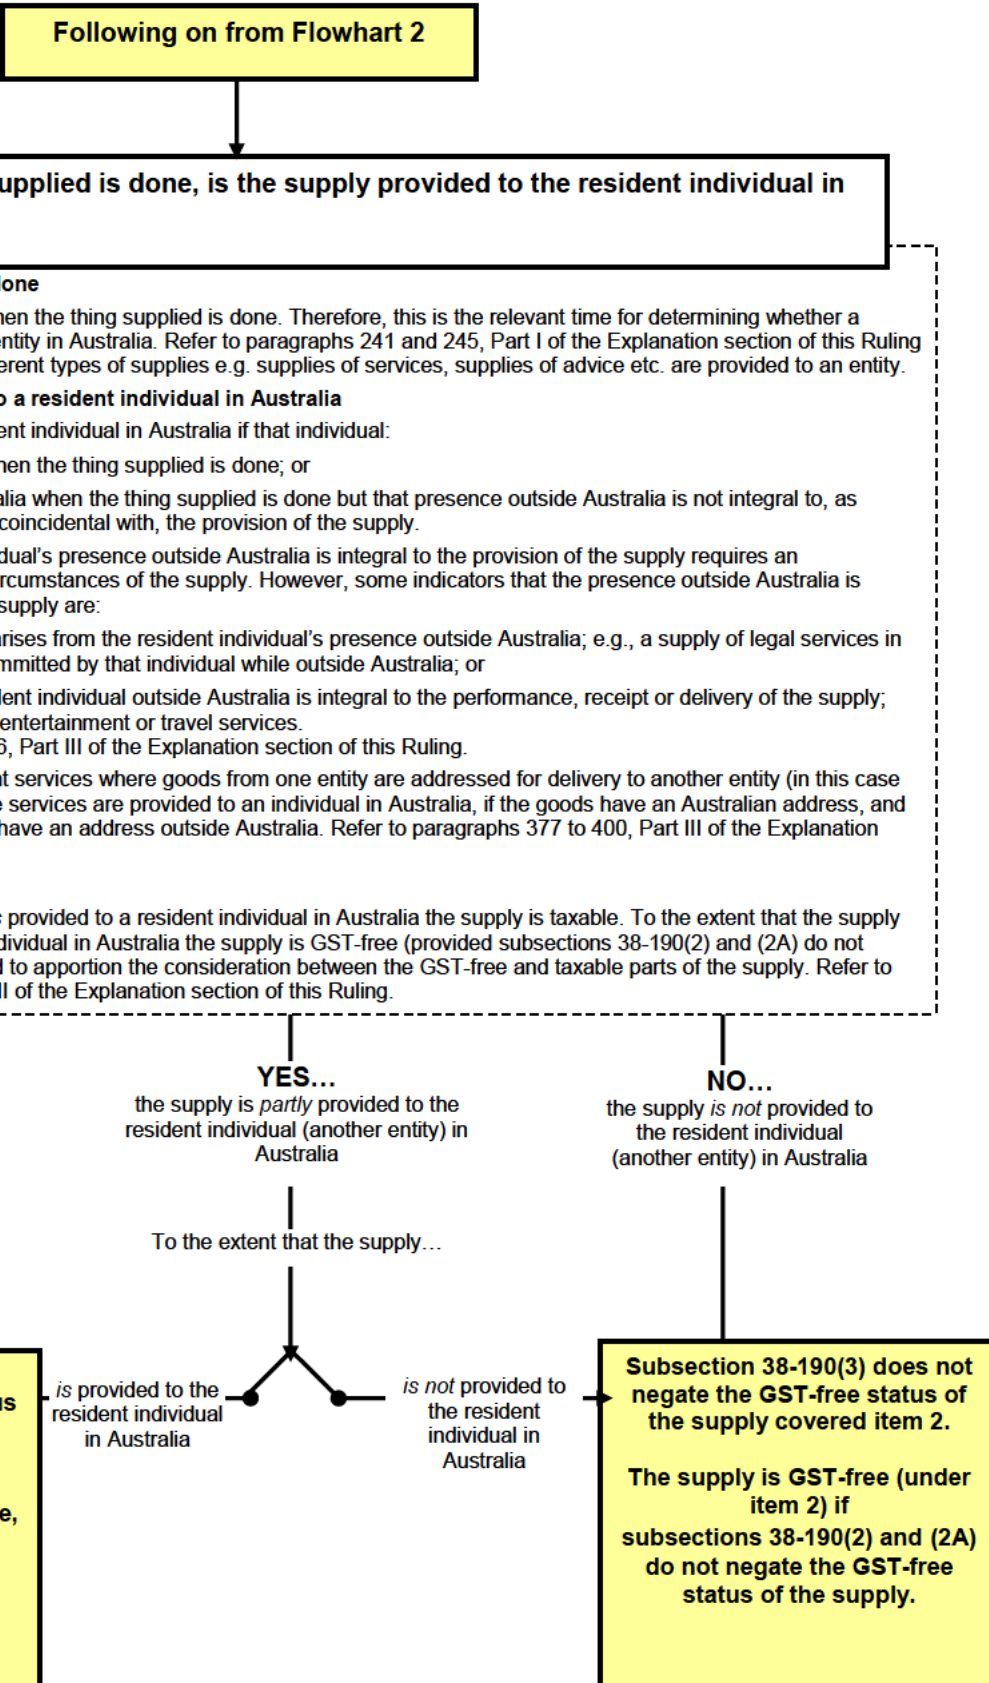 Following on from Flowhart 2
supplied is done, is the supply provided to the resident individual in
done
when the thing supplied is done. Therefore, this is the relevant time for determining whether a
entity in Australia. Refer to paragraphs 241 and 245, Part I of the Explanation section of this Ruling
types of supplies e.g. supplies of services, supplies of advice etc. are provided to an entity.
to a resident individual in Australia
individual in Australia if that individual:
when the thing supplied is done; or
when the thing supplied is done but that presence outside Australia is not integral to, as
coincidental with, the provision of the supply.
presence outside Australia is integral to the provision of the supply requires an
of the supply. However, some indicators that the presence outside Australia is
supply are:
arises from the resident individual's presence outside Australia; e.g., a supply of legal services in
by that individual while outside Australia; or
individual outside Australia is integral to the performance, receipt or delivery of the supply;
entertainment or travel services.
6, Part III of the Explanation section of this Ruling.
services where goods from one entity are addressed for delivery to another entity (in this case
services are provided to an individual in Australia, if the goods have an Australian address, and
have an address outside Australia. Refer to paragraphs 377 to 400, Part III of the Explanation
provided to a resident individual in Australia the supply is taxable. To the extent that the supply
individual in Australia the supply is GST-free (provided subsections 38-190(2) and (2A) do not
to apportion the consideration between the GST-free and taxable parts of the supply. Refer to
of the Explanation section of this Ruling.
YES…
the supply is partly provided to the
resident individual (another entity) in
Australia
NO…
the supply is not provided to
the resident individual
(another entity) in Australia
To the extent that the supply…
is provided to the
resident individual
in Australia
is not provided to
the resident
individual in
Australia
Subsection 38-190(3) does not
negate the GST-free status of
the supply covered item 2.
The supply is GST-free (under
item 2) if
subsections 38-190(2) and (2A)
do not negate the GST-free
status of the supply.